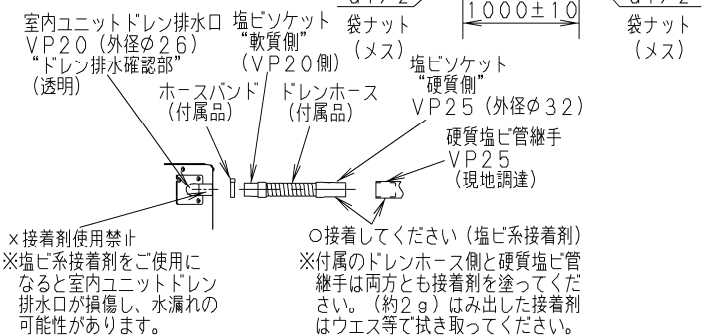 1000±10
袋ナット
(メス)
袋ナット
(メス)
室内ユニットドレン排水口
VP20(外径φ26)
“ドレン排水確認部”
(透明)
塩ビソケット
“軟質側”
(VP20側)
ホースバンド
(付属品)
ドレンホース
(付属品)
塩ビソケット
“硬質側”
VP25(外径φ32)
硬質塩ビ管継手
VP25
(現地調達)
×接着剤使用禁止
※塩ビ系接着剤をご使用に
なると室内ユニットドレン
排水口が損傷し、水漏れの
可能性があります。
○接着してください(塩ビ系接着剤)
※付属のドレンホース側と硬質塩ビ管
継手は両方とも接着剤を塗ってくだ
さい。(約2g)はみ出した接着剤
はウエス等で拭き取ってください。